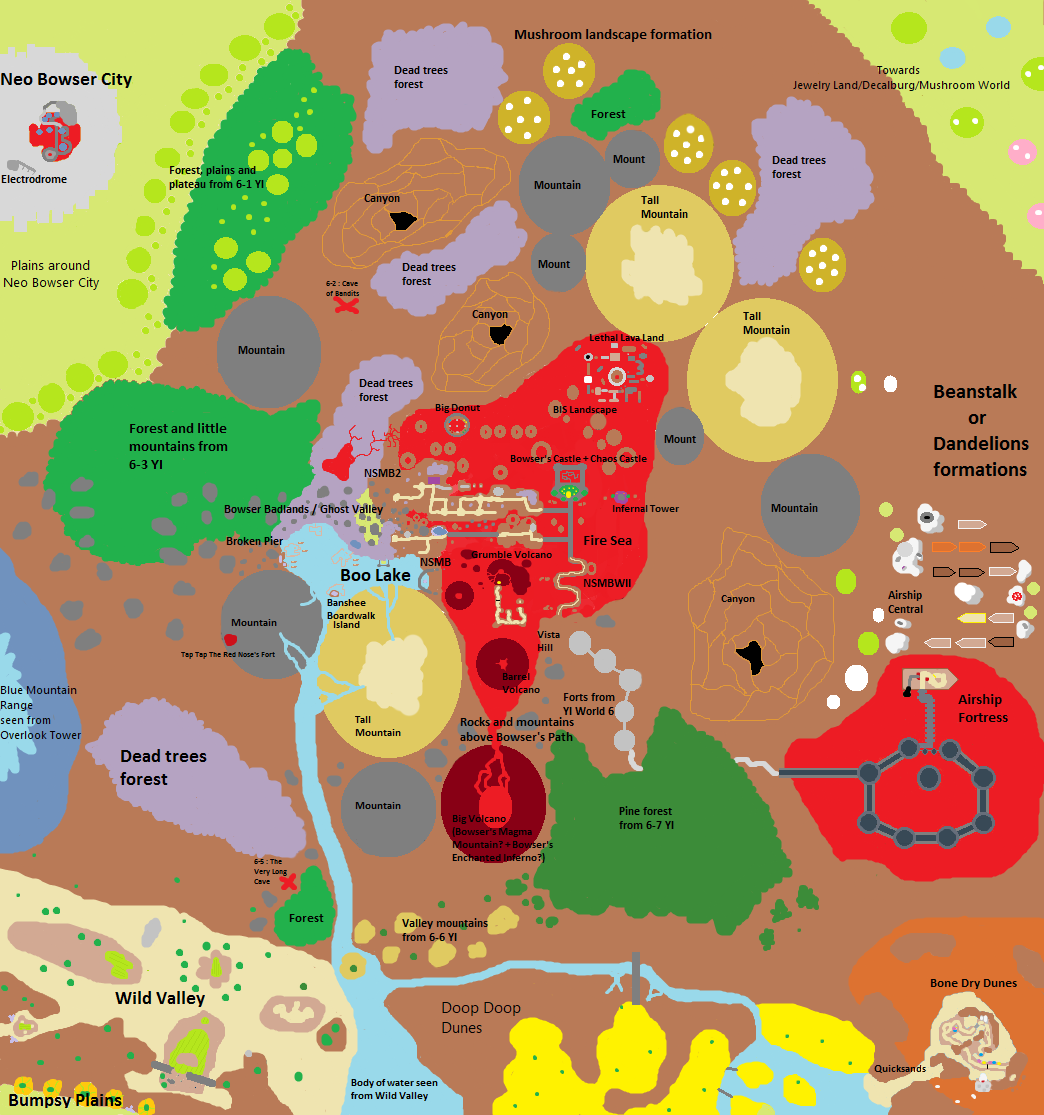 Mushroom landscape formation
Neo Bowser City
Electrodrome
Plains around
Neo Bowser City
Forest, plains and
plateau from 6-1 YI
Dead trees
forest
Forest
Towards
Jewelry Land/Decalburg/Mushroom World
Mountain
Mount
Dead trees
forest
Canyon
Tall
Mountain
Dead trees
forest
Mount
6-2 : Cave
of Bandits
Canyon
Tall
Mountain
Mountain
Lethal Lava Land
Dead trees
forest
Big Donut
BIS Landscape
Mount
Beanstalk
or
Dandelions
formations
Forest and little
mountains from
6-3 YI
NSMB2
Bowser's Castle + Chaos Castle
Bowser Badlands / Ghost Valley
Infernal Tower
Mountain
Broken Pier
Fire Sea
NSMB
Grumble Volcano
Boo Lake
NSMBWII
Banshee
Boardwalk
Island
Canyon
Airship
Central
Mountain
Tap Tap The Red Nose's Fort
Vista
Hill
Barrel
Volcano
Forts from
YI World 6
Blue Mountain
Range
seen from
Overlook Tower
Tall
Mountain
Rocks and mountains
above Bowser's Path
Airship
Fortress
Dead trees
forest
Mountain
Big Volcano
(Bowser's Magma
Mountain? + Bowser's
Enchanted Inferno?)
Pine forest
from 6-7 YI
6-5 : The
Very Long
Cave
Forest
Valley mountains
from 6-6 YI
Wild Valley
Doop Doop
Dunes
Bone Dry Dunes
Quicksands
Body of water seen
from Wild Valley
Bumpsy Plains